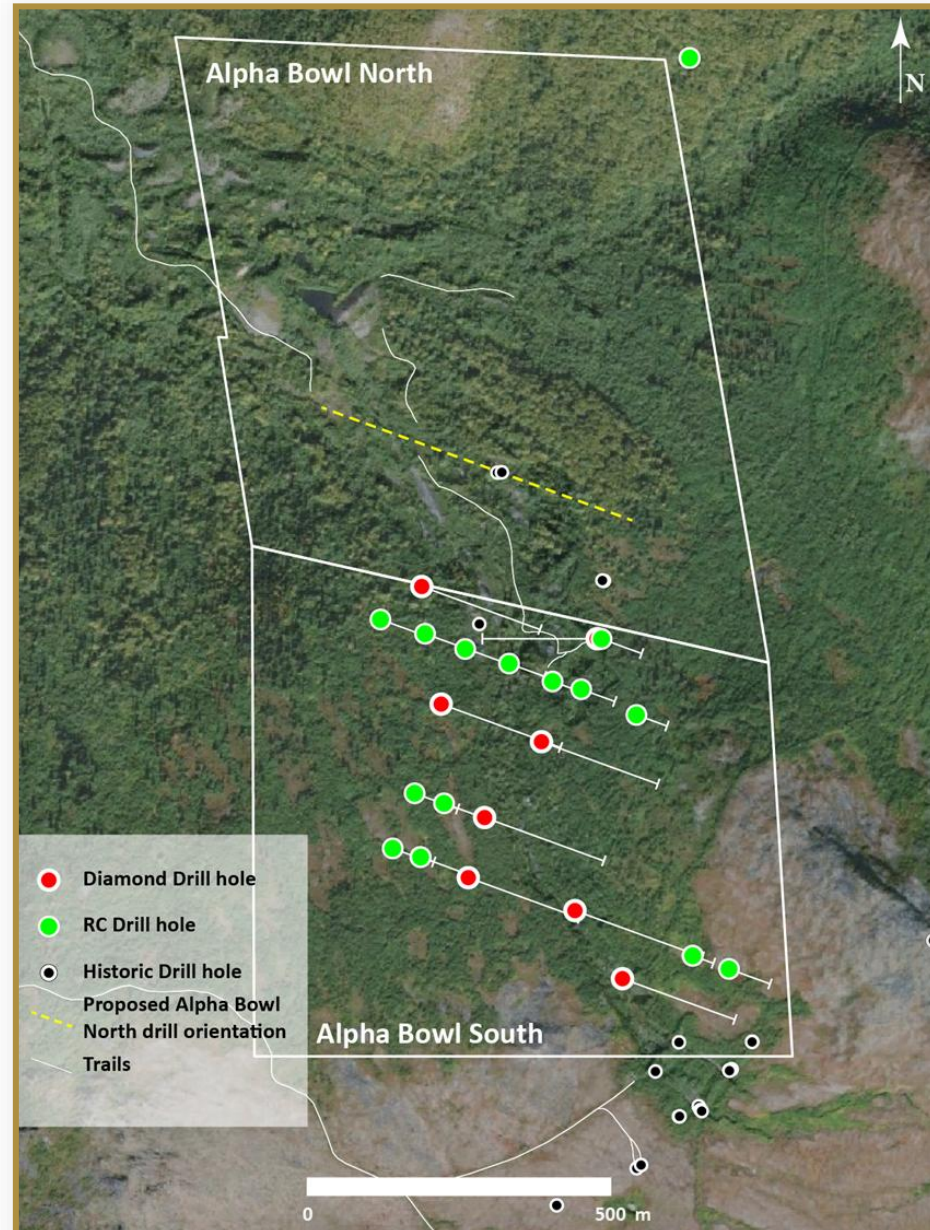 Alpha Bowl North
N
Diamond Drill hole
RC Drill hole
Historic Drill hole
Proposed Alpha Bowl
North drill orientation
Trails
Alpha Bowl South
0
500 m